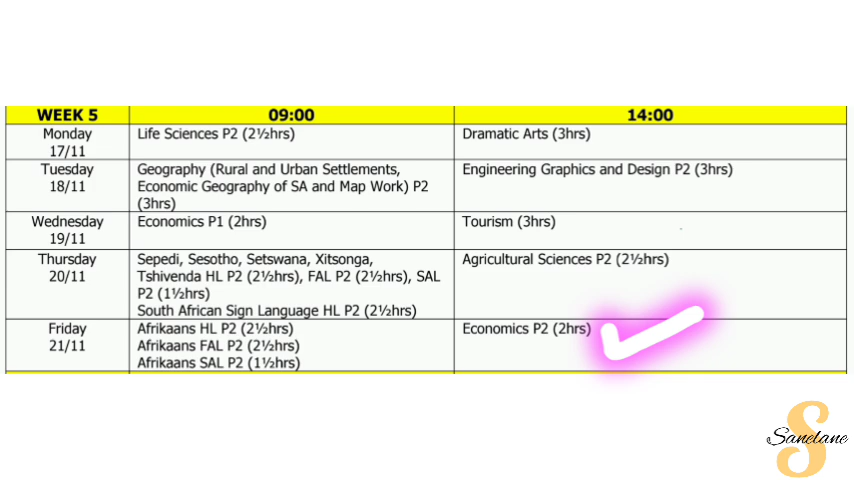 WEEK 5 09:00 14:00
Monday Life Sciences P2 (2½hrs) Dramatic Arts (3hrs)
17/11
Tuesday Geography (Rural and Urban Settlements, Engineering Graphics and Design P2 (3hrs)
18/11 Economic Geography of SA and Map Work) P2
(3hrs)
Wednesday Economics P1 (2hrs) Tourism (3hrs)
19/11
Thursday Sepedi, Sesotho, Setswana, Xitsonga, Agricultural Sciences P2 (2½hrs)
20/11 Tshivenda HL P2 (2½hrs), FAL P2 (2½hrs), SAL
P2 (1½hrs)
South African Sign Language HL P2 (2½hrs)
Friday Afrikaans HL P2 (2½hrs) Economics P2 (2hrs)
21/11 Afrikaans FAL P2 (2½hrs)
Afrikaans SAL P2 (1½hrs)
S
Sanelane